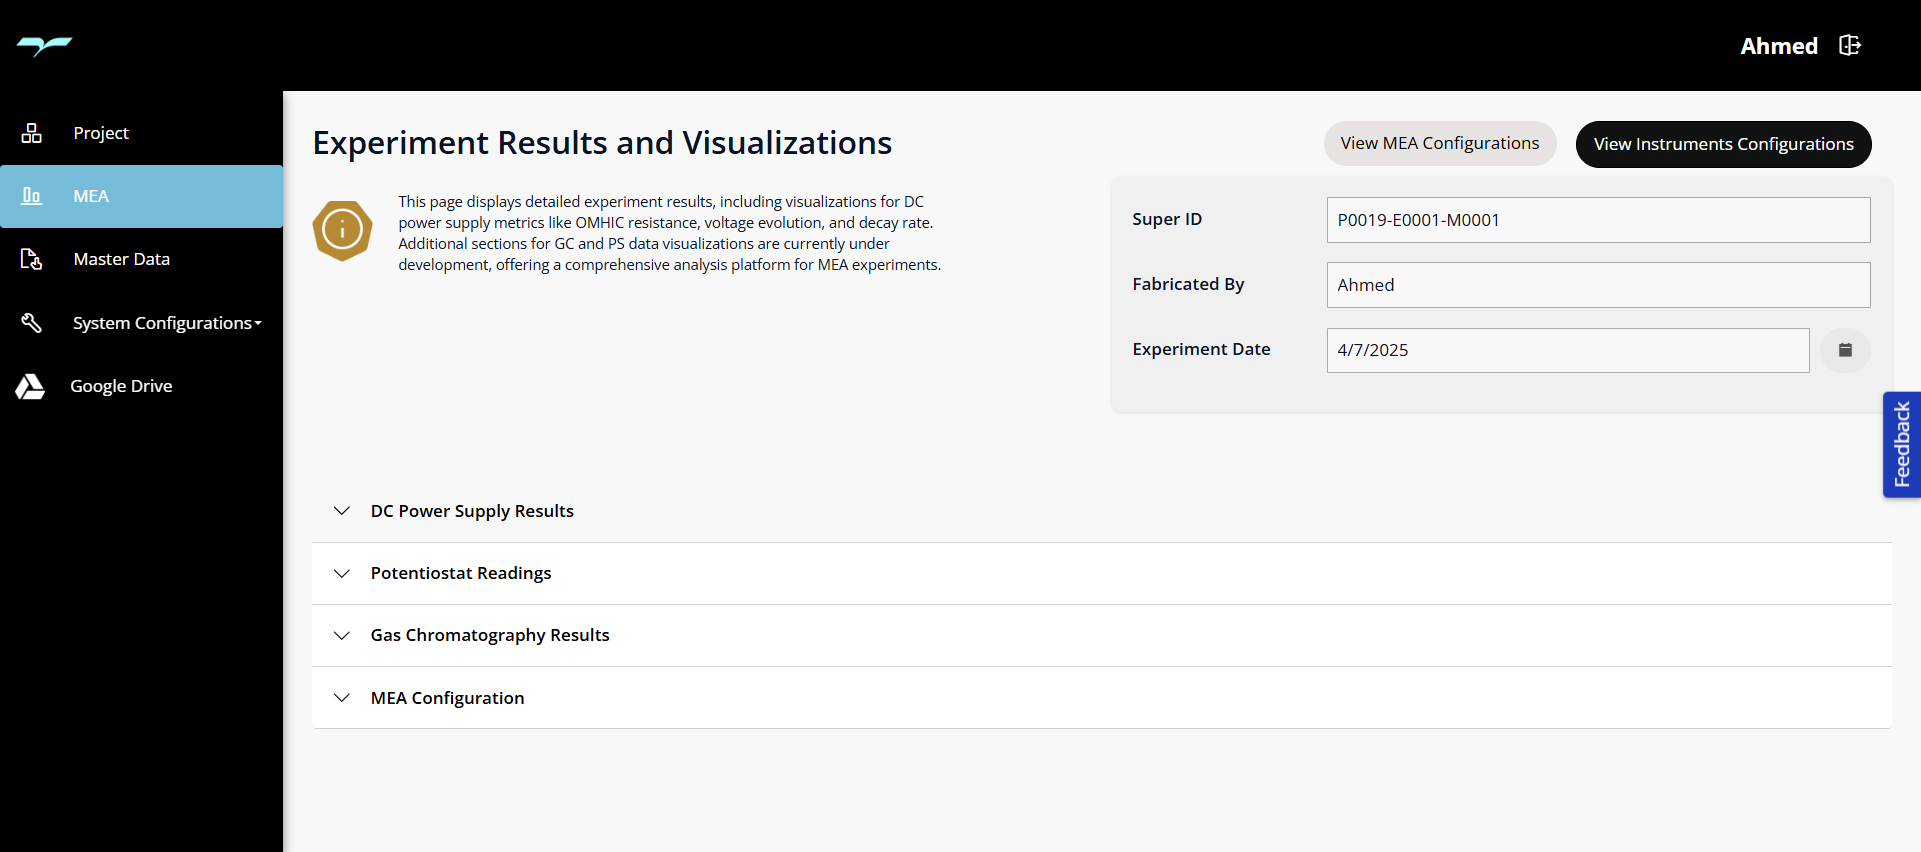 Ahmed
Project
MEA
Master Data
System Configurations
Google Drive
Experiment Results and Visualizations
View MEA Configurations
View Instruments Configurations
This page displays detailed experiment results, including visualizations for DC
power supply metrics like OMHIC resistance, voltage evolution, and decay rate.
Additional sections for GC and PS data visualizations are currently under
development, offering a comprehensive analysis platform for MEA experiments.
Super ID
P0019-E0001-M0001
Fabricated By
Ahmed
Experiment Date
4/7/2025
Feedback
DC Power Supply Results
Potentiostat Readings
Gas Chromatography Results
MEA Configuration